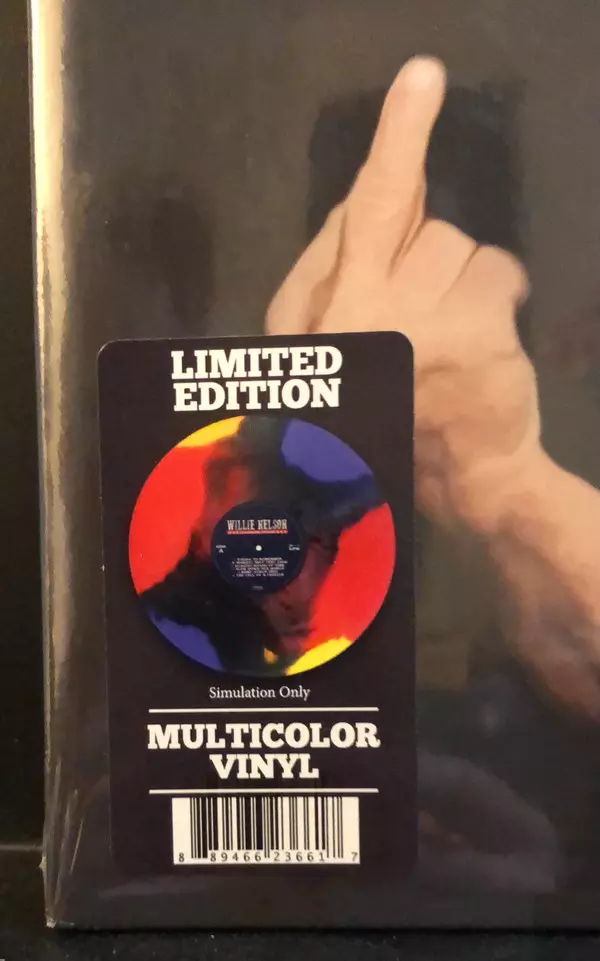 LIMITED
EDITION
WILLIE NELSON
A
Simulation Only
MULTICOLOR
VINYL
8 89466 23661 7